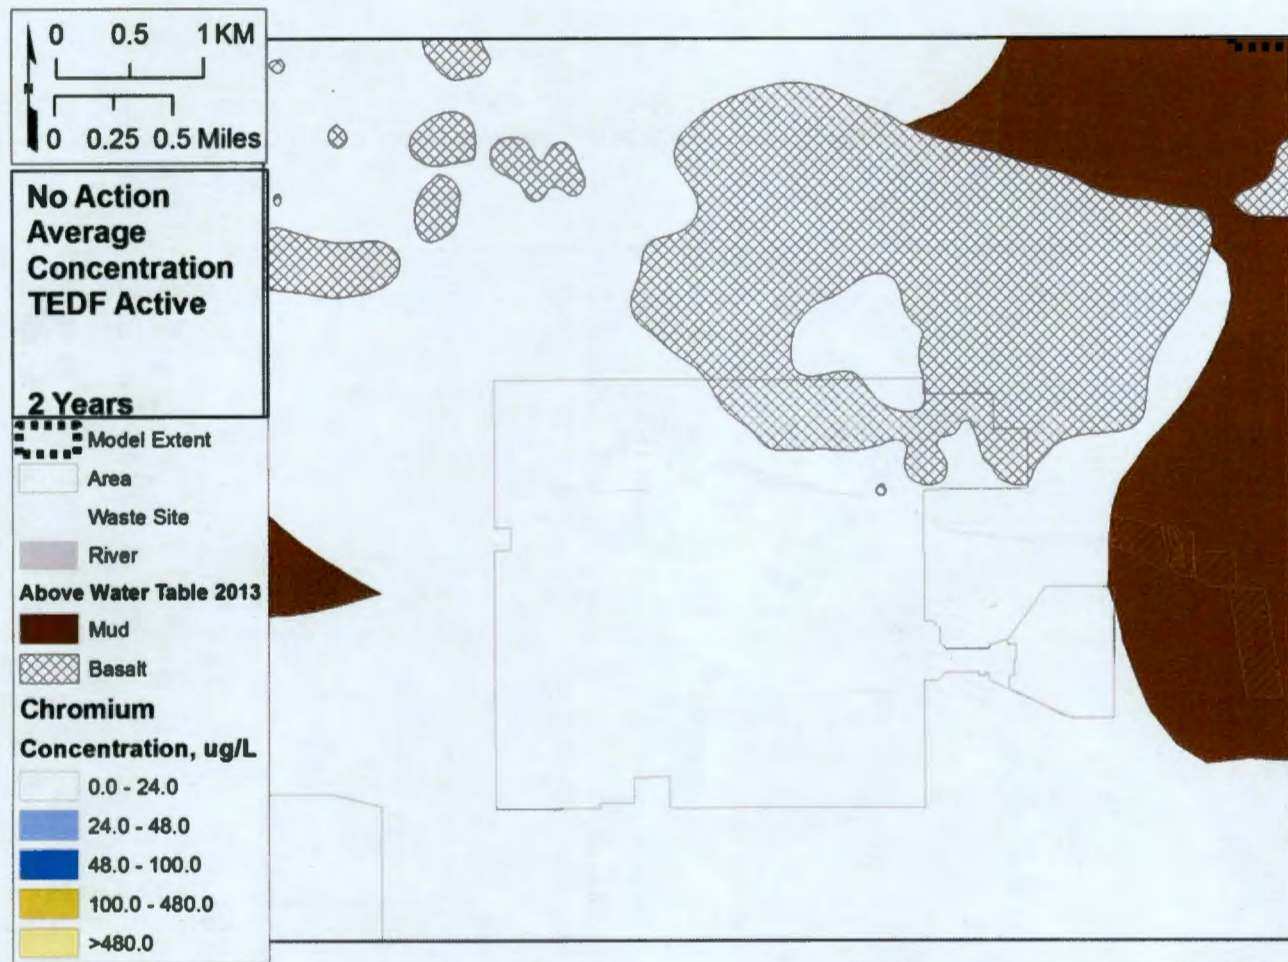 0 0.5 1 KM
0 0.25 0.5 Miles
No Action
Average
Concentration
TEDF Active
2 Years
Model Extent
Area
Waste Site
River
Above Water Table 2013
Mud
Basalt
Chromium
Concentration, ug/L
0.0 - 24.0
24.0 - 48.0
48.0 - 100.0
100.0 - 480.0
>480.0